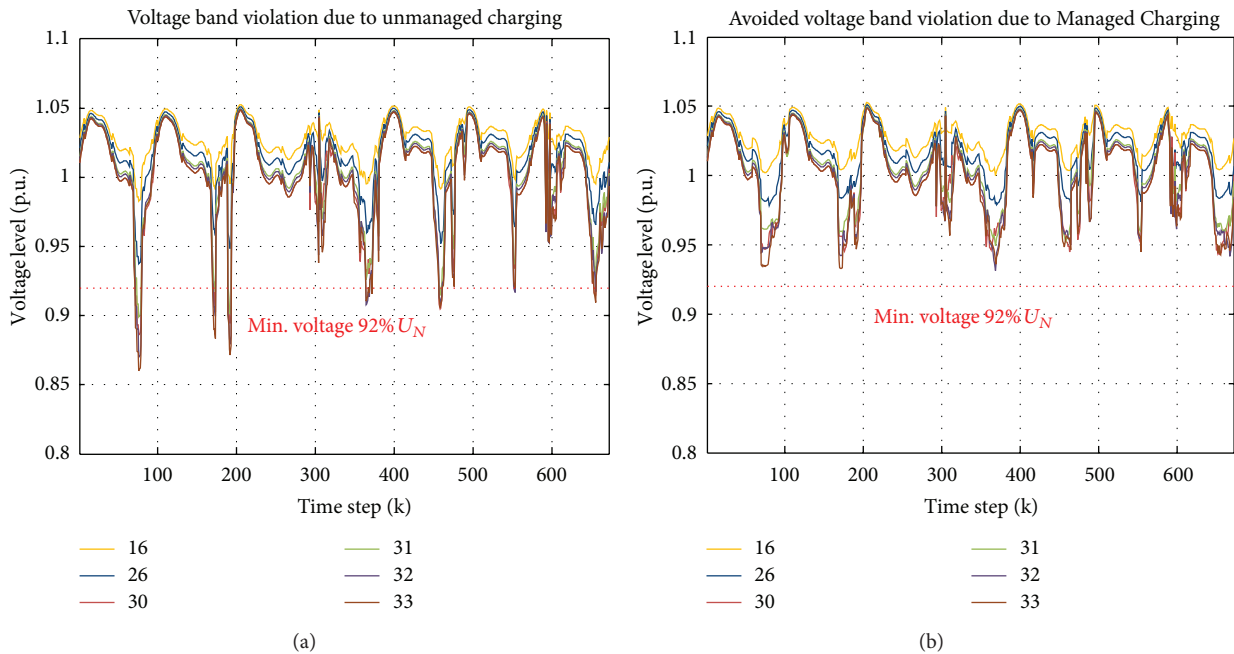 Voltage band violation due to unmanaged charging
1.1
1.05
1
0.95
0.9
0.85
0.8
Voltage level (p.u.)
Min. voltage 92% U_N
100 200 300 400 500 600
Time step (k)
16 31
26 32
30 33
(a)
Avoided voltage band violation due to Managed Charging
1.1
1.05
1
0.95
0.9
0.85
0.8
Voltage level (p.u.)
Min. voltage 92% U_N
100 200 300 400 500 600
Time step (k)
16 31
26 32
30 33
(b)